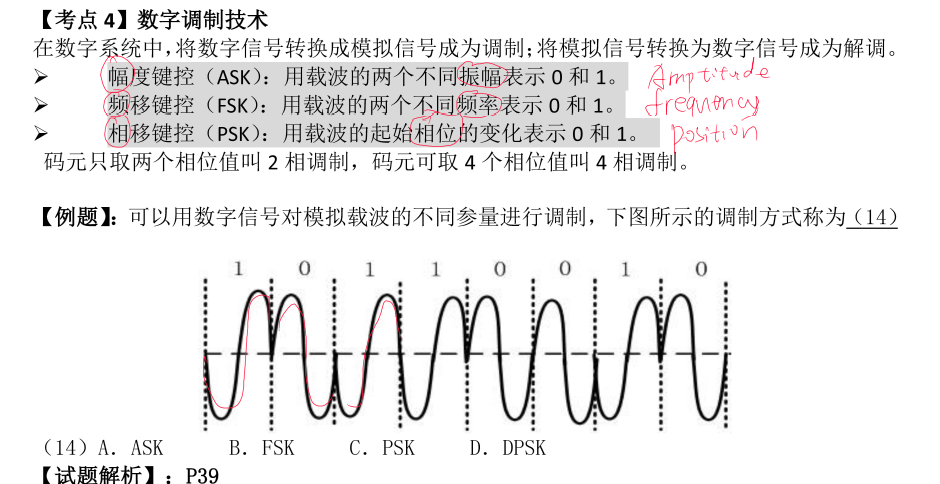 【考点 4】数字调制技术
在数字系统中,将数字信号转换成模拟信号成为调制;将模拟信号转换为数字信号成为解调。
➤ 幅度键控（ASK）：用载波的两个不同振幅表示 0 和 1。 Amptitude
➤ 频移键控（FSK）：用载波的两个不同频率表示 0 和 1。 frequency
➤ 相移键控（PSK）：用载波的起始相位的变化表示 0 和 1。 position
码元只取两个相位值叫 2 相调制，码元可取 4 个相位值叫 4 相调制。
【例题】：可以用数字信号对模拟载波的不同参量进行调制，下图所示的调制方式称为（14）
1 0 1 1 0 0 1 0
（14）A．ASK B．FSK C．PSK D．DPSK
【试题解析】：P39